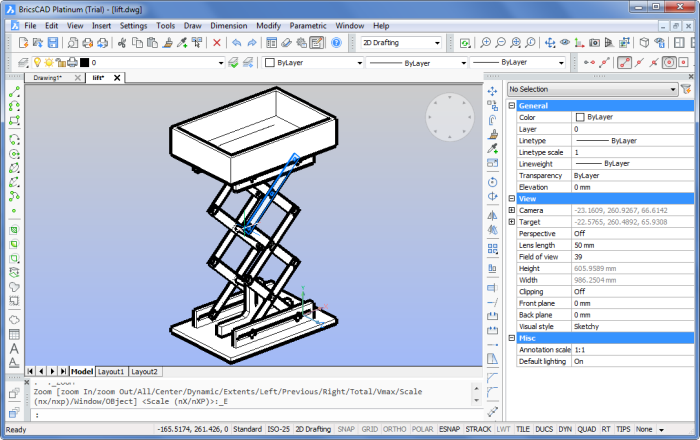 BricsCAD Platinum (Trial) - [lift.dwg]
File Edit View Insert Settings Tools Draw Dimension Modify Parametric Window Help
2D Drafting
0 ByLayer ByLayer
Drawing1* lift*
No Selection
General
Color ByLayer
Layer 0
Linetype ByLayer
Linetype scale 1
Lineweight ByLayer
Transparency ByLayer
Elevation 0 mm
View
Camera -23.1609, 260.9267, 66.6142
Target -22.5765, 260.4892, 65.9308
Perspective Off
Lens length 50 mm
Field of view 39
Height 605.9589 mm
Width 986.2504 mm
Clipping Off
Front plane 0 mm
Back plane 0 mm
Visual style Sketchy
Misc
Annotation scale 1:1
Default lighting On
Model Layout1 Layout2
Zoom [zoom In/zoom Out/All/Center/Dynamic/Extents/Left/Previous/Right/Total/Vmax/Scale
(nx/nxp)/Window/OBject] <Scale (nX/nXP)>:_E
:
Ready -165.5174, 261.426, 0 Standard ISO-25 2D Drafting SNAP GRID ORTHO POLAR ESNAP STRACK LWT TILE DUCS DYN QUAD RT TIPS None